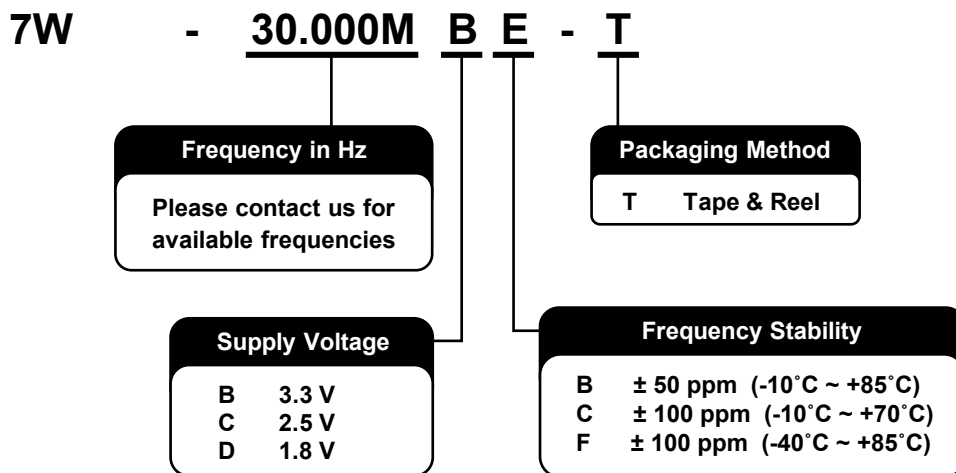 7W - 30.000M B E - T
Frequency in Hz
Please contact us for
available frequencies
Packaging Method
T Tape & Reel
Supply Voltage
B 3.3 V
C 2.5 V
D 1.8 V
Frequency Stability
B ± 50 ppm (-10˚C ~ +85˚C)
C ± 100 ppm (-10˚C ~ +70˚C)
F ± 100 ppm (-40˚C ~ +85˚C)